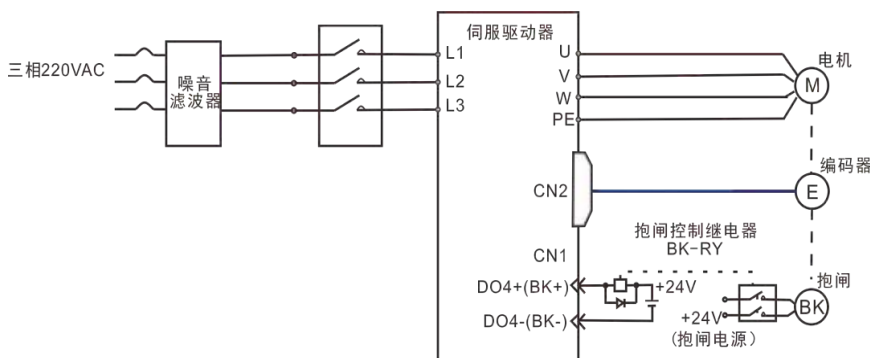 三相220VAC
噪音
滤波器
L1
L2
L3
伺服驱动器
U
V
W
PE
电机
M
CN2
编码器
E
CN1
抱闸控制继电器
BK-RY
DO4+(BK+)
+24V
DO4-(BK-)
+24V
(抱闸电源)
抱闸
BK